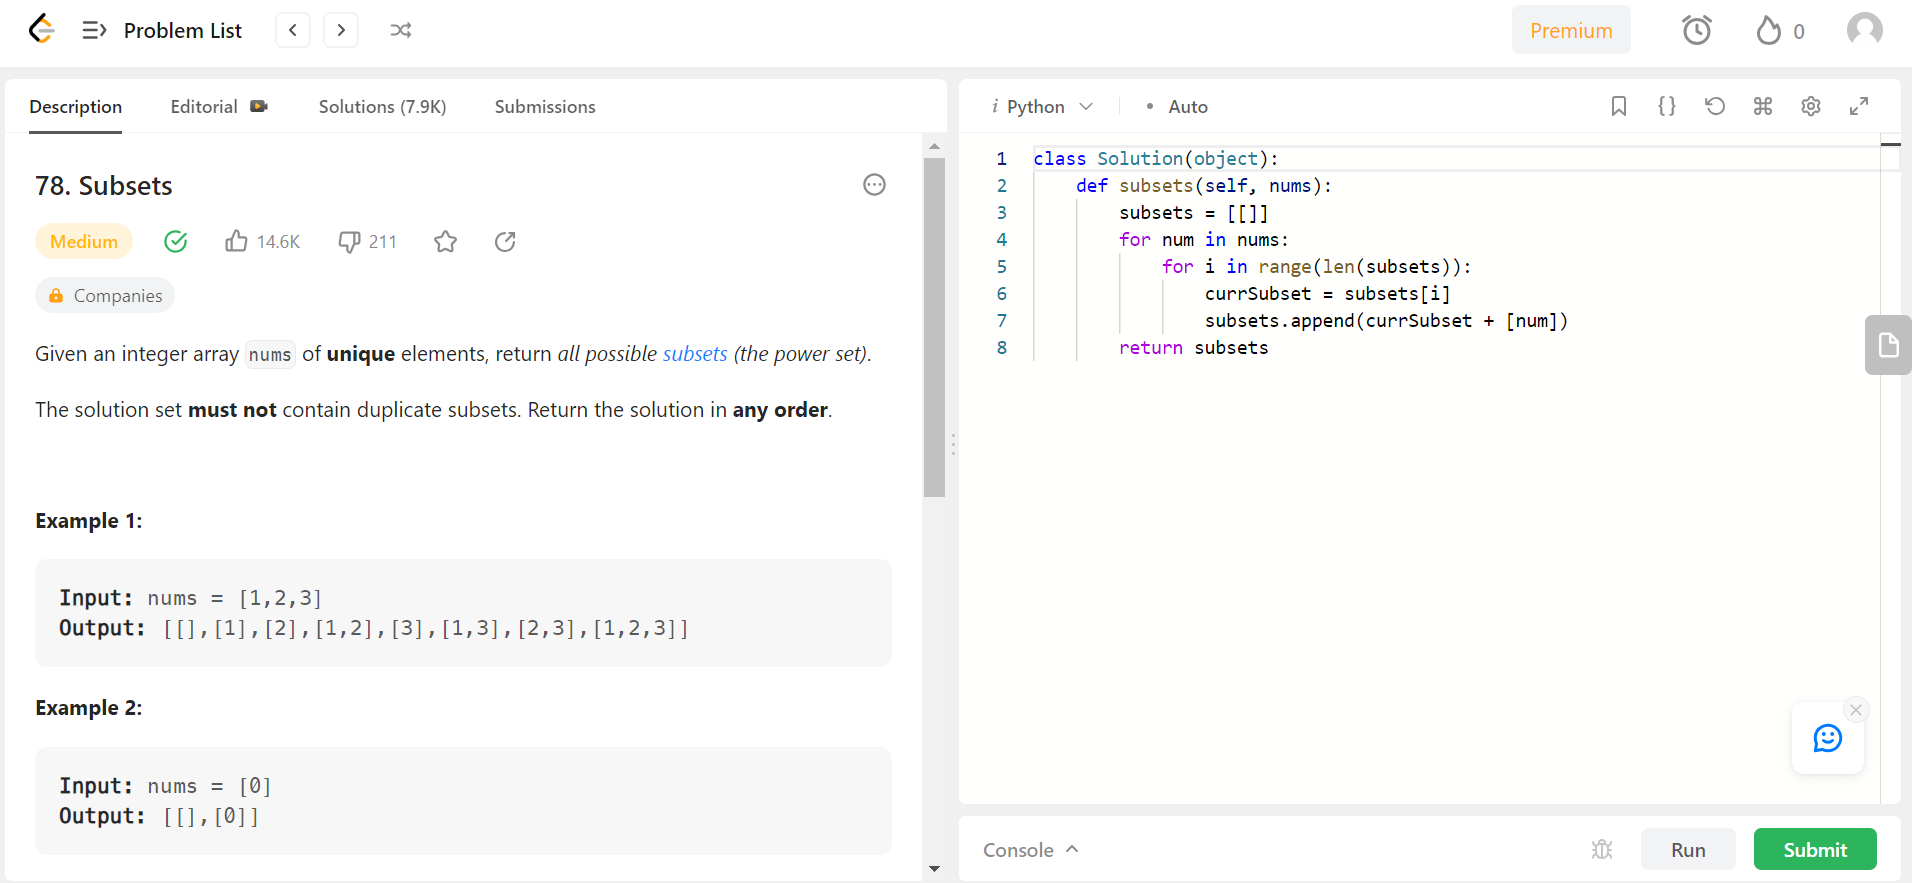 Problem List
Premium
0
Description
Editorial
Solutions (7.9K)
Submissions
78. Subsets
Medium
14.6K
211
Companies
Given an integer array nums of unique elements, return all possible subsets (the power set).
The solution set must not contain duplicate subsets. Return the solution in any order.
Example 1:
Input: nums = [1,2,3]
Output: [[],[1],[2],[1,2],[3],[1,3],[2,3],[1,2,3]]
Example 2:
Input: nums = [0]
Output: [[],[0]]
i Python
• Auto
1 class Solution(object):
2 def subsets(self, nums):
3 subsets = [[]]
4 for num in nums:
5 for i in range(len(subsets)):
6 currSubset = subsets[i]
7 subsets.append(currSubset + [num])
8 return subsets
Console
Run
Submit